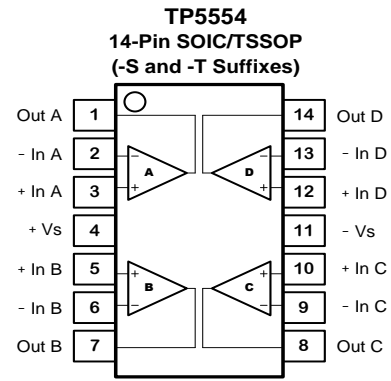 TP5554
14-Pin SOIC/TSSOP
(-S and -T Suffixes)
Out A 1 14 Out D
- In A 2 - - 13 - In D
A D
+ In A 3 + + 12 + In D
+ Vs 4 11 - Vs
+ In B 5 + + 10 + In C
B C
- In B 6 - - 9 - In C
Out B 7 8 Out C